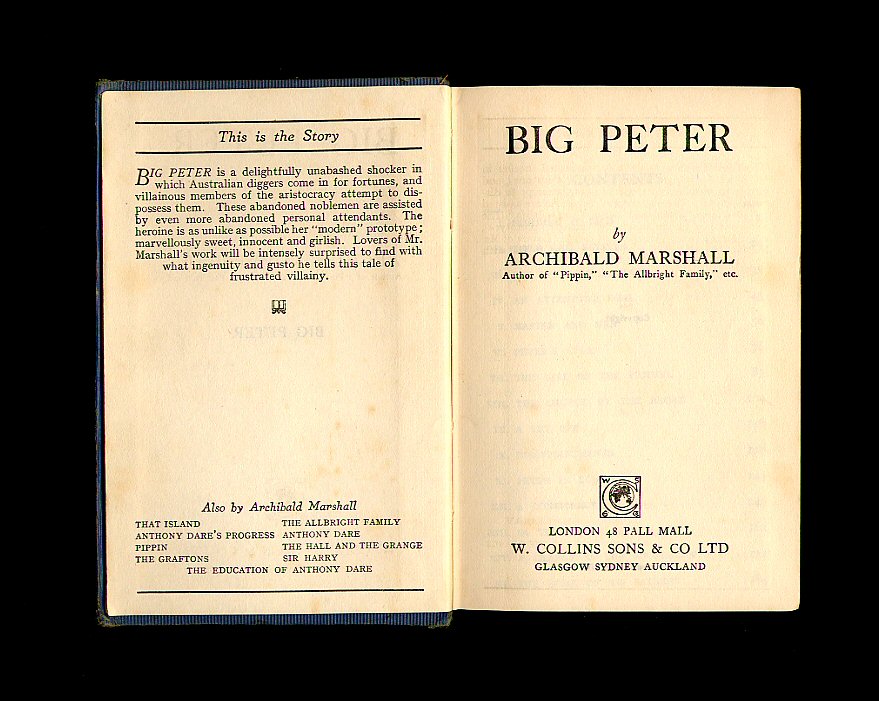 This is the Story
BIG PETER is a delightfully unabashed shocker in
which Australian diggers come in for fortunes, and
villainous members of the aristocracy attempt to dis-
possess them. These abandoned noblemen are assisted
by even more abandoned personal attendants. The
heroine is as unlike as possible her "modern" prototype;
marvellously sweet, innocent and girlish. Lovers of Mr.
Marshall's work will be intensely surprised to find with
what ingenuity and gusto he tells this tale of
frustrated villainy.
Also by Archibald Marshall
THAT ISLAND THE ALLBRIGHT FAMILY
ANTHONY DARE'S PROGRESS ANTHONY DARE
PIPPIN THE HALL AND THE GRANGE
THE GRAFTONS SIR HARRY
THE EDUCATION OF ANTHONY DARE
BIG PETER
by
ARCHIBALD MARSHALL
Author of "Pippin," "The Allbright Family," etc.
LONDON 48 PALL MALL
W. COLLINS SONS & CO LTD
GLASGOW SYDNEY AUCKLAND